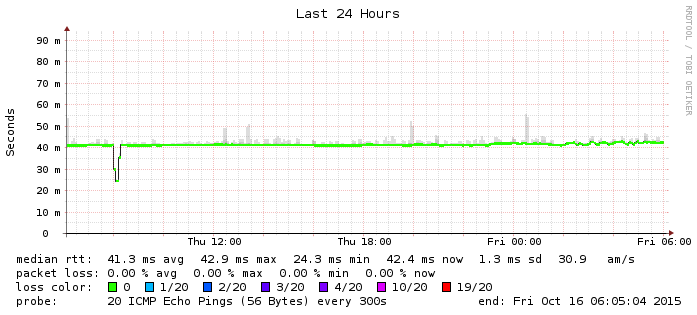 Last 24 Hours
RRDTOOL / TOBI OETIKER
Seconds
90 m
80 m
70 m
60 m
50 m
40 m
30 m
20 m
10 m
0
Thu 12:00 Thu 18:00 Fri 00:00 Fri 06:00
median rtt: 41.3 ms avg 42.9 ms max 24.3 ms min 42.4 ms now 1.3 ms sd 30.9 am/s
packet loss: 0.00 % avg 0.00 % max 0.00 % min 0.00 % now
loss color: 0 1/20 2/20 3/20 4/20 10/20 19/20
probe: 20 ICMP Echo Pings (56 Bytes) every 300s end: Fri Oct 16 06:05:04 2015